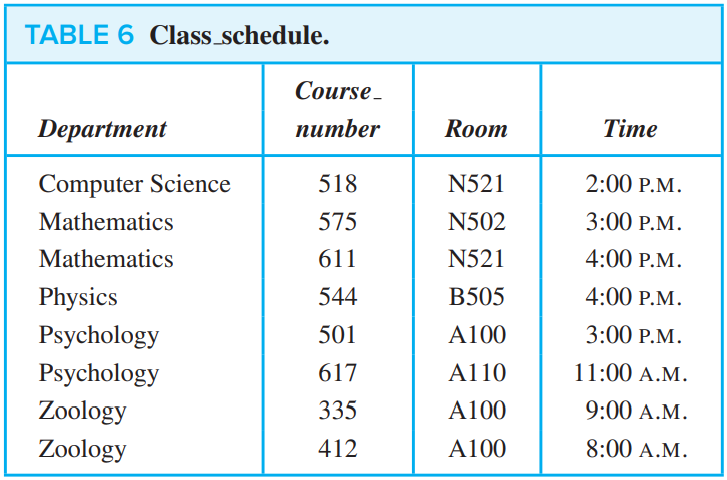 TABLE 6 Class_schedule.
Course_
Department number Room Time
Computer Science 518 N521 2:00 P.M.
Mathematics 575 N502 3:00 P.M.
Mathematics 611 N521 4:00 P.M.
Physics 544 B505 4:00 P.M.
Psychology 501 A100 3:00 P.M.
Psychology 617 A110 11:00 A.M.
Zoology 335 A100 9:00 A.M.
Zoology 412 A100 8:00 A.M.